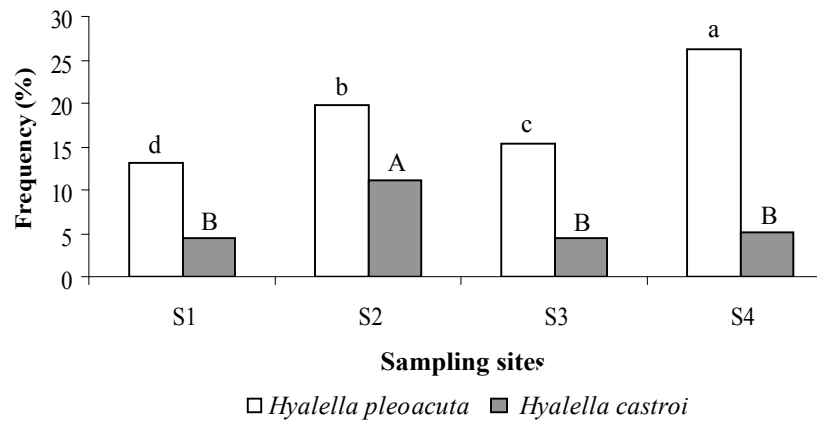 30
25
20
15
10
5
0
Frequency (%)
d
B
b
A
c
B
a
B
S1 S2 S3 S4
Sampling sites
Hyalella pleoacuta Hyalella castroi